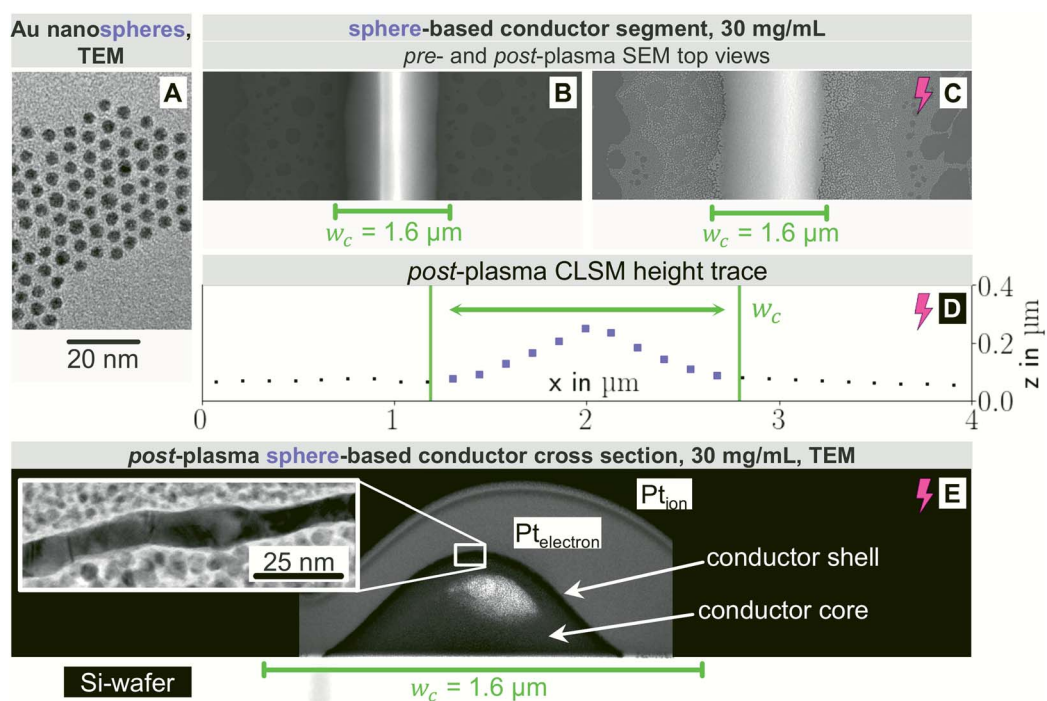 Au nanospheres,
TEM
A
20 nm
sphere-based conductor segment, 30 mg/mL
pre- and post-plasma SEM top views
B
C
w_c = 1.6 µm
w_c = 1.6 µm
post-plasma CLSM height trace
D
w_c
x in µm
0 1 2 3 4
0.4
0.2
0.0
z in µm
post-plasma sphere-based conductor cross section, 30 mg/mL, TEM
E
Pt_ion
Pt_electron
25 nm
conductor shell
conductor core
Si-wafer
w_c = 1.6 µm